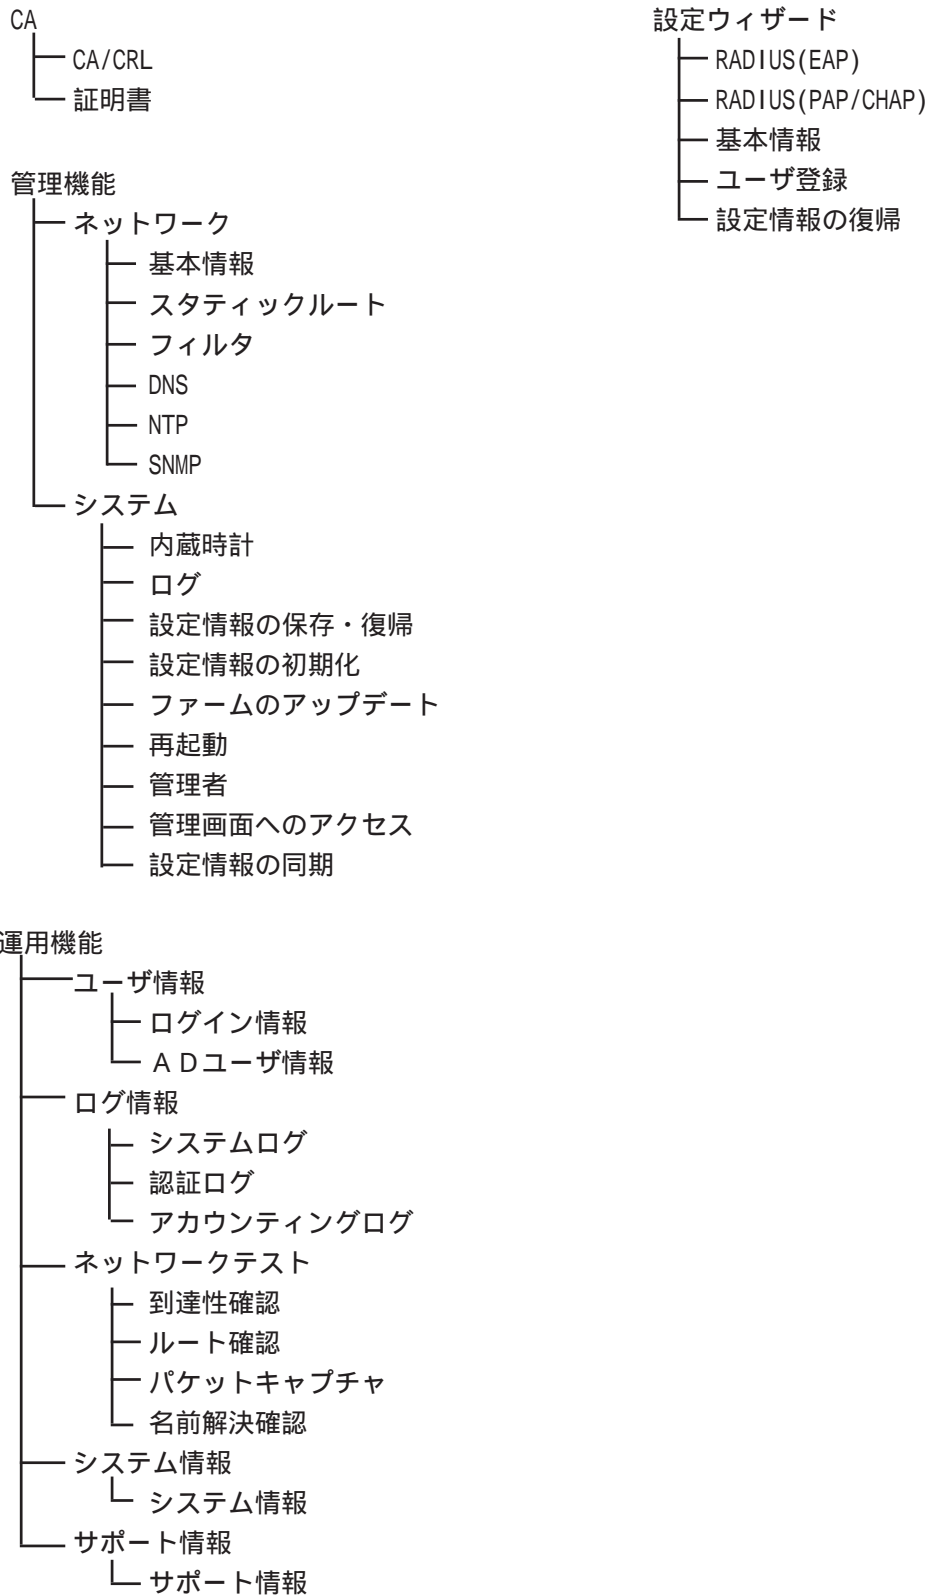 CA
CA/CRL
証明書
管理機能
ネットワーク
基本情報
スタティックルート
フィルタ
DNS
NTP
SNMP
システム
内蔵時計
ログ
設定情報の保存・復帰
設定情報の初期化
ファームのアップデート
再起動
管理者
管理画面へのアクセス
設定情報の同期
運用機能
ユーザ情報
ログイン情報
ＡＤユーザ情報
ログ情報
システムログ
認証ログ
アカウンティングログ
ネットワークテスト
到達性確認
ルート確認
パケットキャプチャ
名前解決確認
システム情報
システム情報
サポート情報
サポート情報
設定ウィザード
RADIUS(EAP)
RADIUS(PAP/CHAP)
基本情報
ユーザ登録
設定情報の復帰